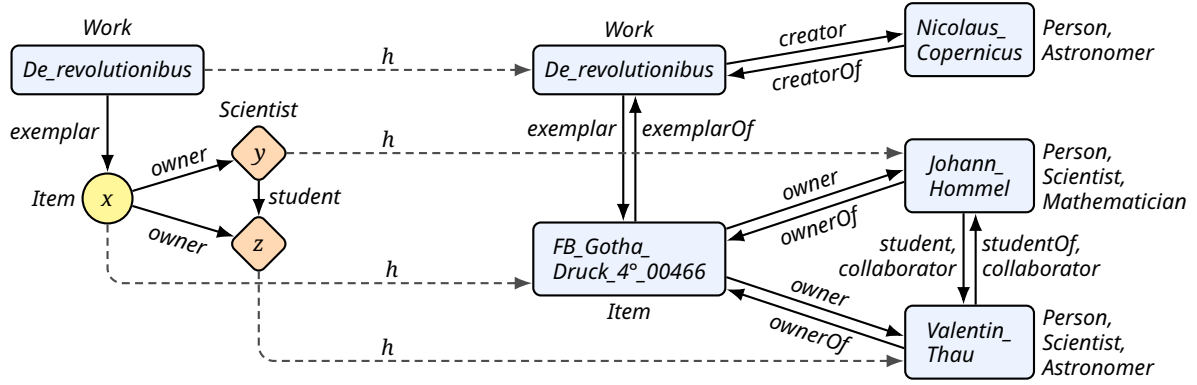 Work
De_revolutionibus
exemplar
Item
x
owner
owner
Scientist
y
student
z
h
h
h
h
Work
De_revolutionibus
creator
creatorOf
Nicolaus_
Copernicus
Person,
Astronomer
exemplar
exemplarOf
FB_Gotha_
Druck_4°_00466
Item
owner
ownerOf
Johann_
Hommel
Person,
Scientist,
Mathematician
student,
collaborator
studentOf,
collaborator
owner
ownerOf
Valentin_
Thau
Person,
Scientist,
Astronomer